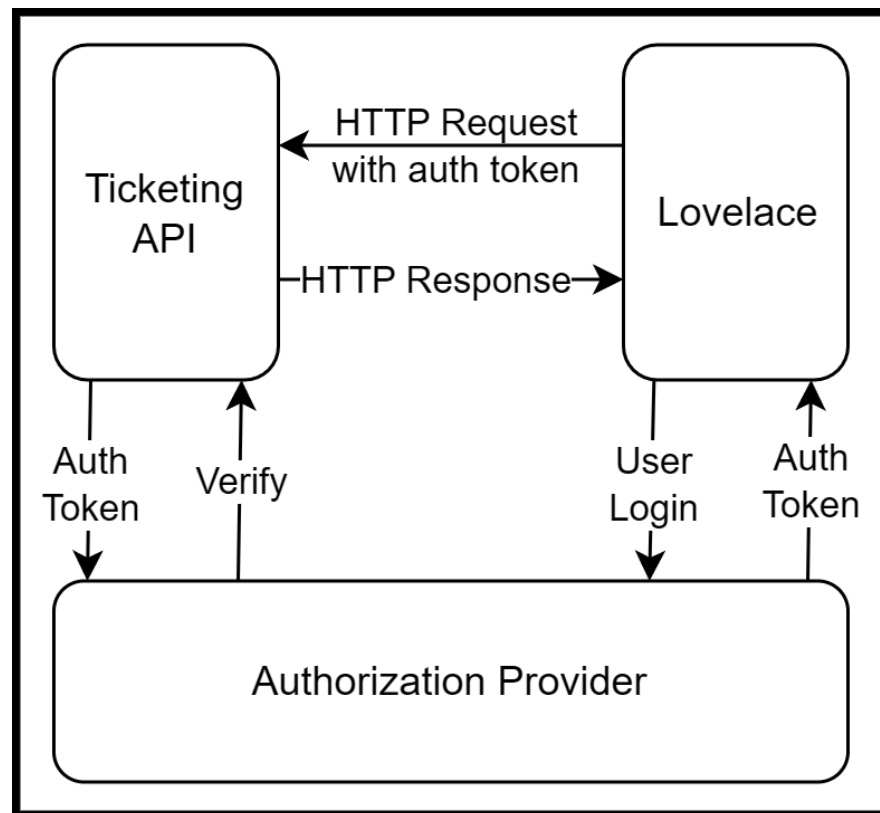 Ticketing
API
HTTP Request
with auth token
Lovelace
HTTP Response
Auth
Token
Verify
User
Login
Auth
Token
Authorization Provider